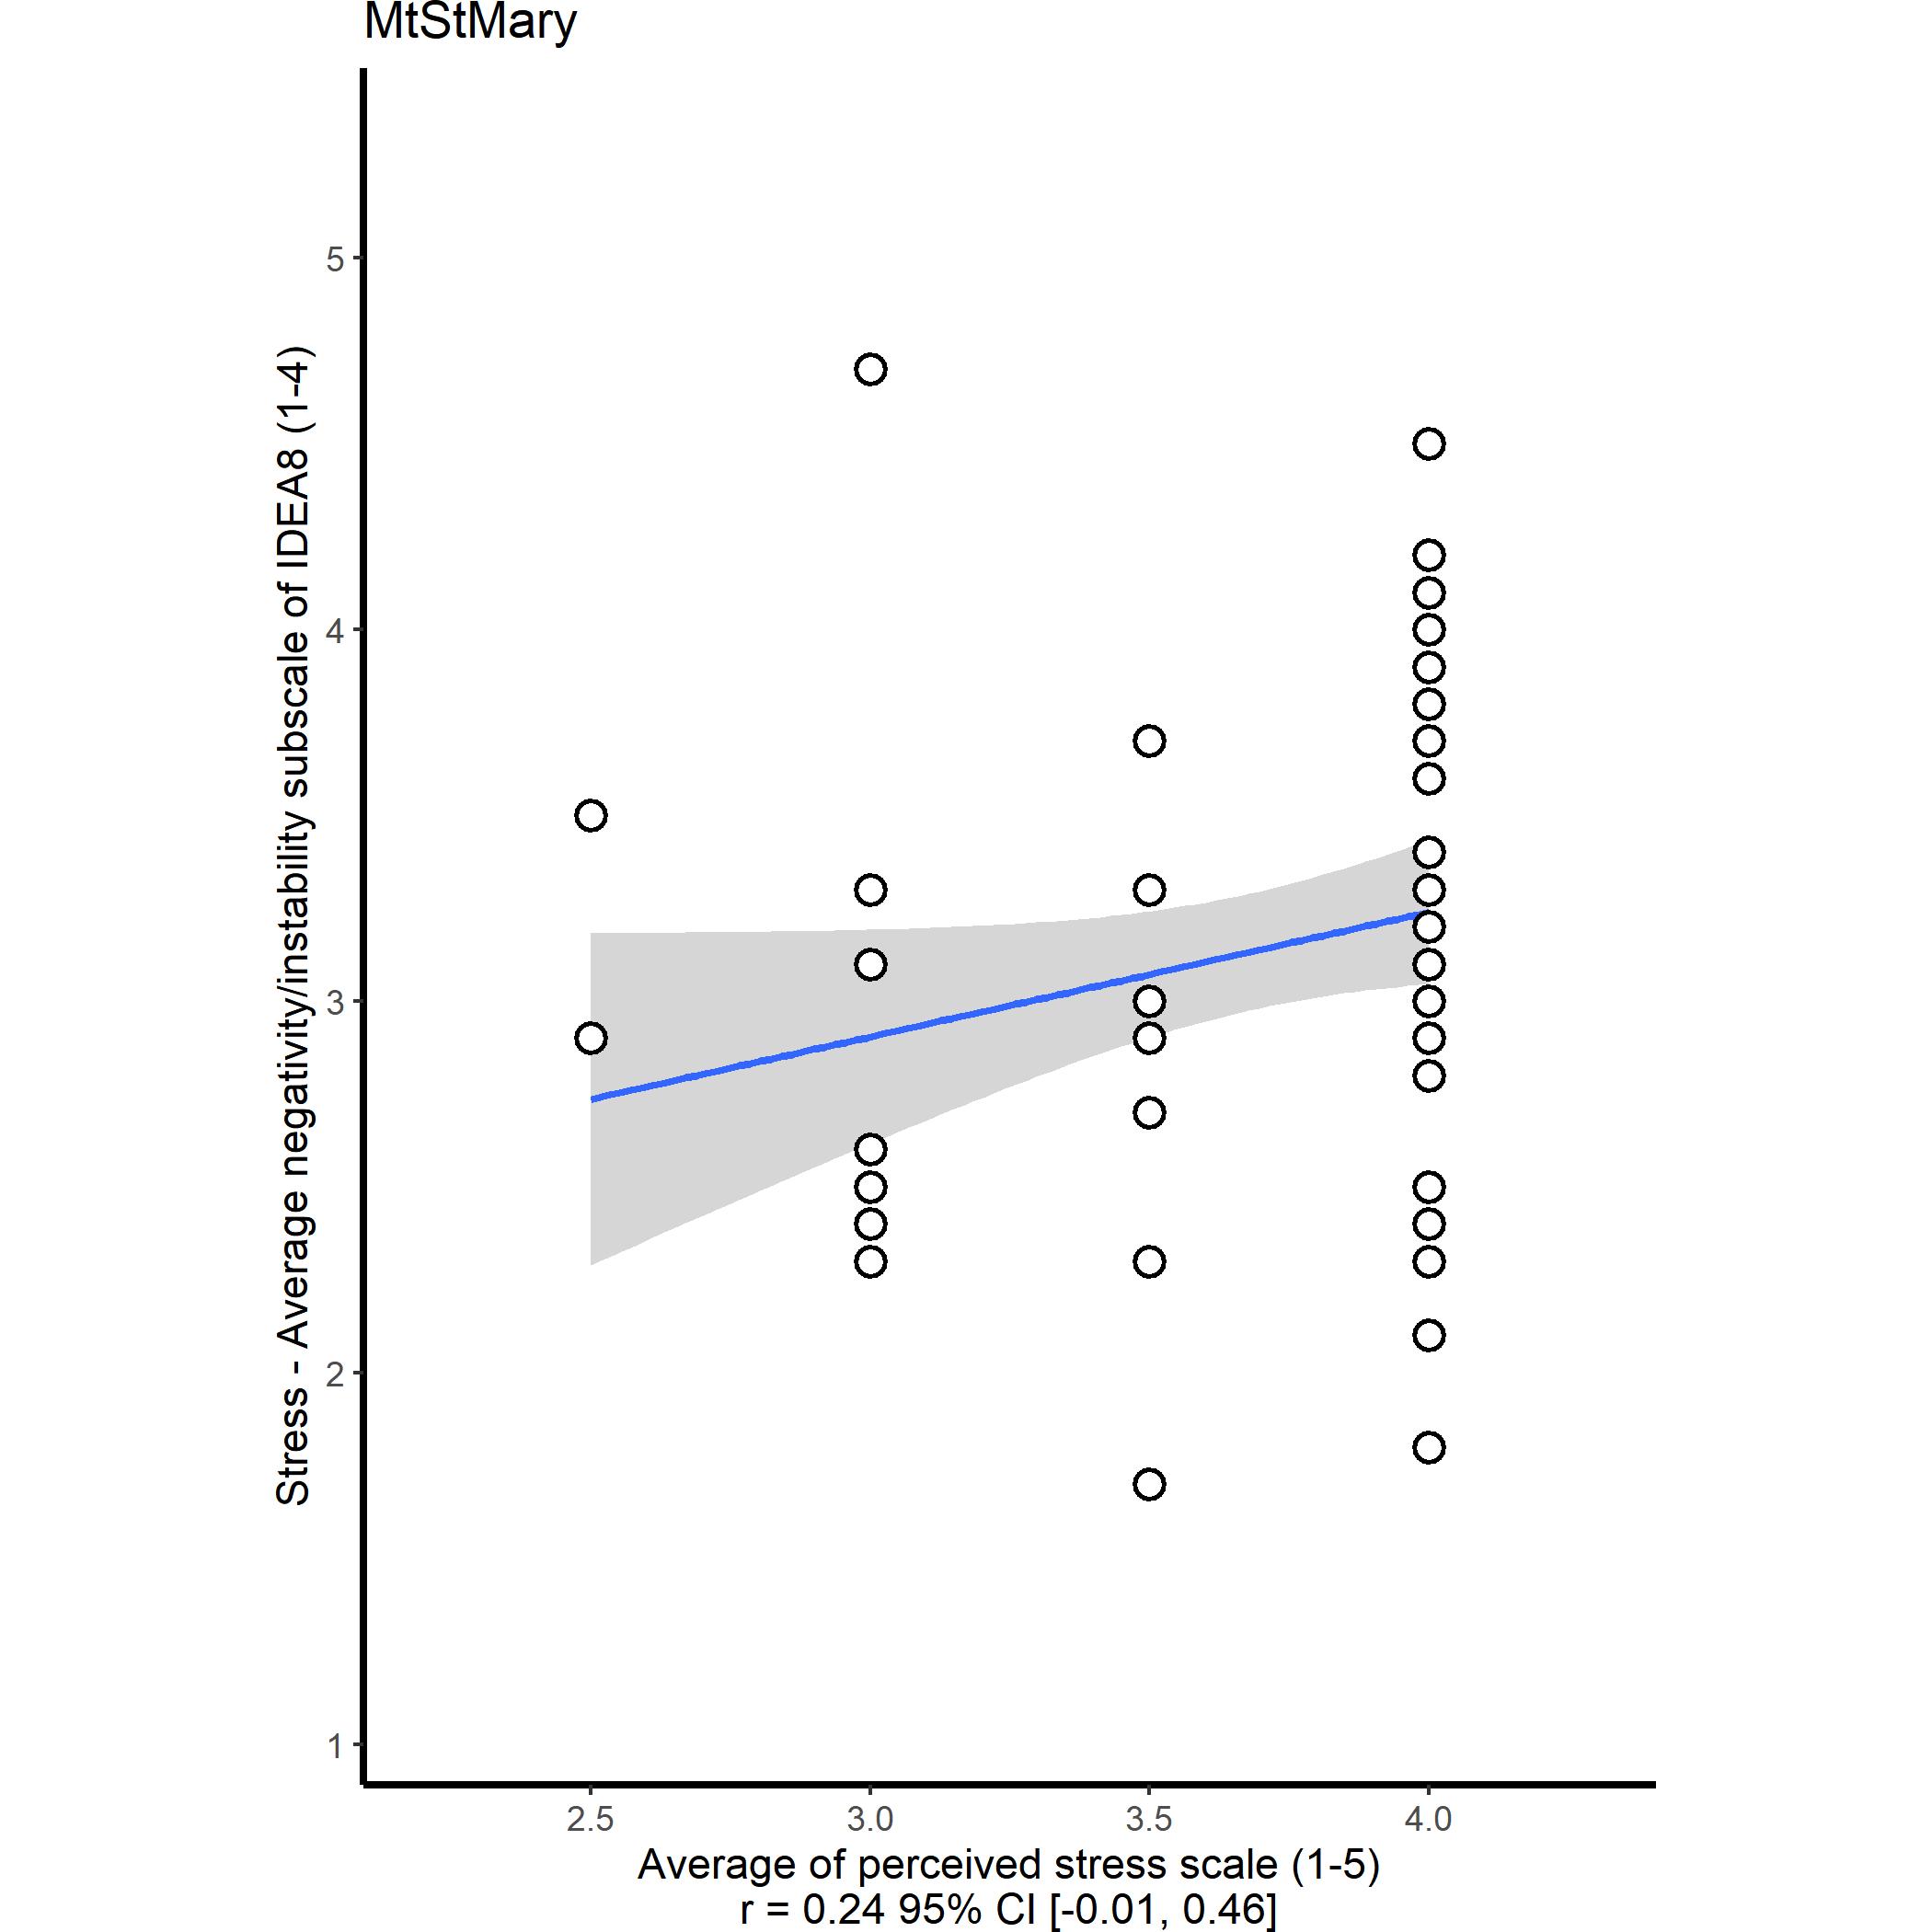 MtStMary
Stress - Average negativity/instability subscale of IDEA8 (1-4)
5
4
3
2
1
2.5 3.0 3.5 4.0
Average of perceived stress scale (1-5)
r = 0.24 95% CI [-0.01, 0.46]